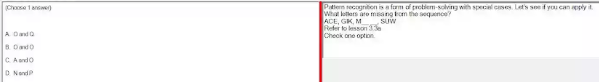 (Choose 1 answer)
A. O and Q
B. O and O
C. A and O
D. N and P
Pattern recognition is a form of problem-solving with special cases. Let's see if you can apply it.
What letters are missing from the sequence?
ACE, GIK, M____, SUW
Refer to lesson 3.3a
Check one option.